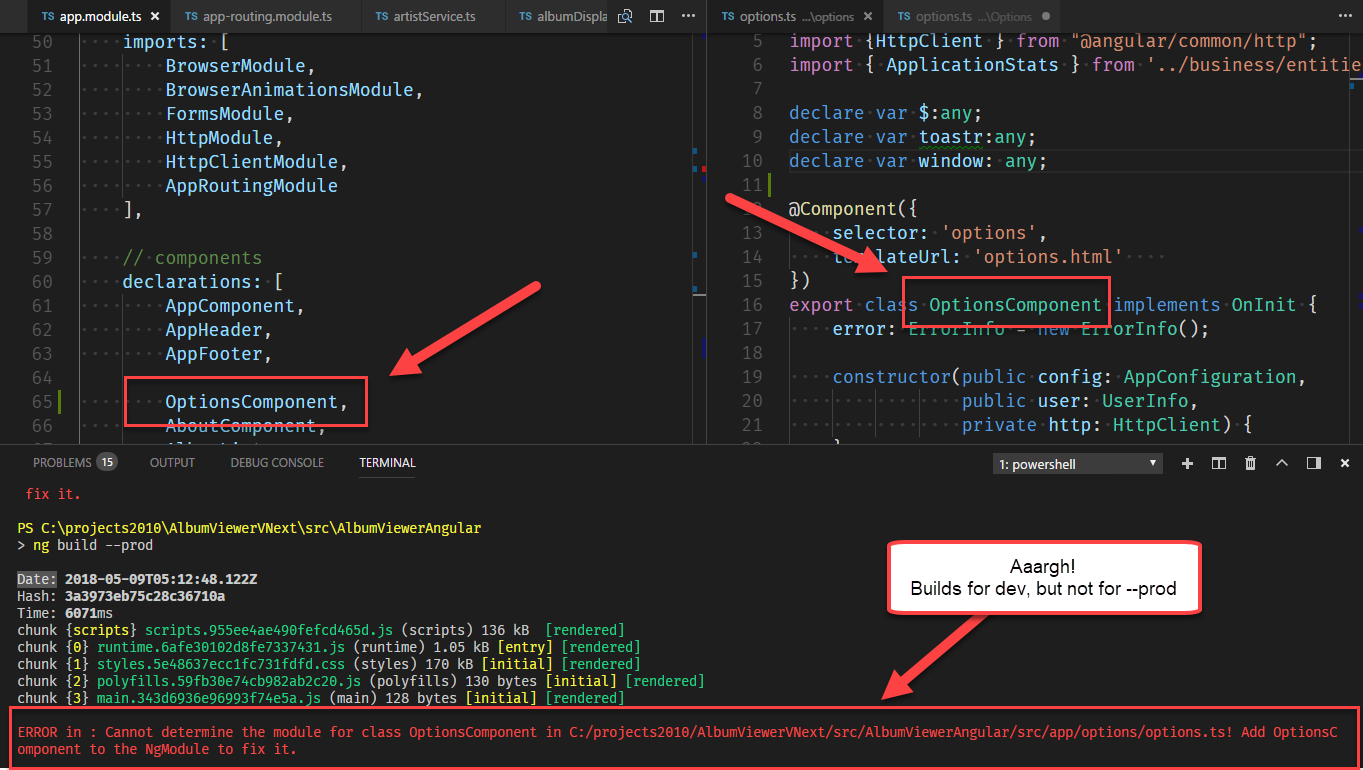 TS app.module.ts ×
TS app-routing.module.ts
TS artistService.ts
TS albumDispla
TS options.ts ...\options ×
TS options.ts ...\Options
50 imports: [
51 BrowserModule,
52 BrowserAnimationsModule,
53 FormsModule,
54 HttpModule,
55 HttpClientModule,
56 AppRoutingModule
57 ],
58
59 // components
60 declarations: [
61 AppComponent,
62 AppHeader,
63 AppFooter,
64
65 OptionsComponent,
66 AboutComponent,
5 import {HttpClient } from "@angular/common/http";
6 import { ApplicationStats } from '../business/entitie
7
8 declare var $:any;
9 declare var toastr:any;
10 declare var window: any;
11
@Component({
13 selector: 'options',
14 templateUrl: 'options.html'
15 })
16 export class OptionsComponent implements OnInit {
17 error: ErrorInfo = new ErrorInfo();
18
19 constructor(public config: AppConfiguration,
20 public user: UserInfo,
21 private http: HttpClient) {
PROBLEMS 15 OUTPUT DEBUG CONSOLE TERMINAL 1: powershell
fix it.
PS C:\projects2010\AlbumViewerVNext\src\AlbumViewerAngular
> ng build --prod
Date: 2018-05-09T05:12:48.122Z
Hash: 3a3973eb75c28c36710a
Time: 6071ms
chunk {scripts} scripts.955ee4ae490fefcd465d.js (scripts) 136 kB [rendered]
chunk {0} runtime.6afe30102d8fe7337431.js (runtime) 1.05 kB [entry] [rendered]
chunk {1} styles.5e48637ecc1fc731fdfd.css (styles) 170 kB [initial] [rendered]
chunk {2} polyfills.59fb30e74cb982ab2c20.js (polyfills) 130 bytes [initial] [rendered]
chunk {3} main.343d6936e96993f74e5a.js (main) 128 bytes [initial] [rendered]
Aaargh!
Builds for dev, but not for --prod
ERROR in : Cannot determine the module for class OptionsComponent in C:/projects2010/AlbumViewerVNext/src/AlbumViewerAngular/src/app/options/options.ts! Add OptionsC
omponent to the NgModule to fix it.